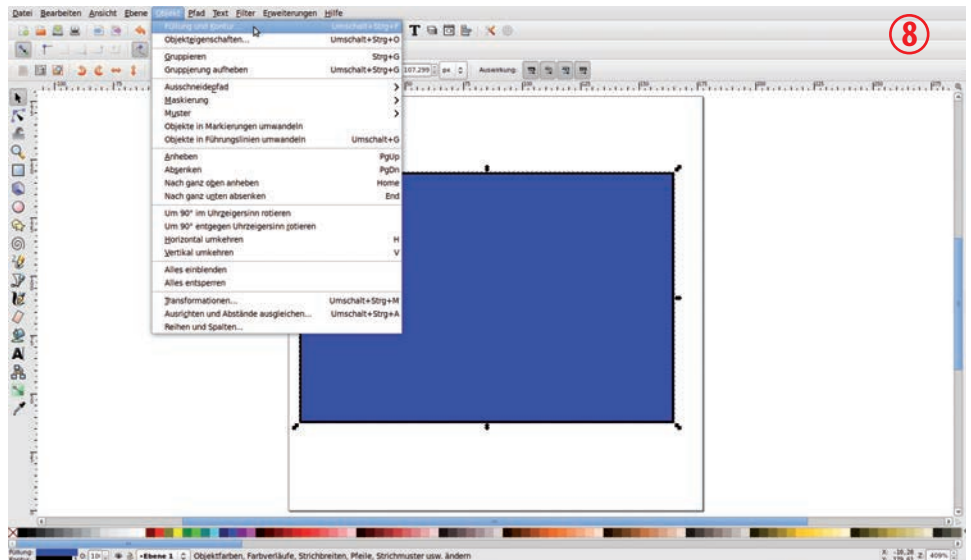 Datei Bearbeiten Ansicht Ebene Objekt Pfad Text Filter Erweiterungen Hilfe
8
Füllung und Kontur... Umschalt+Strg+F
Objekteigenschaften... Umschalt+Strg+O
Gruppieren Strg+G
Gruppierung aufheben Umschalt+Strg+G
107.299 px Auswirkung:
Ausschneidepfad
Maskierung
Muster
Objekte in Markierungen umwandeln
Objekte in Führungslinien umwandeln Umschalt+G
Anheben PgUp
Absenken PgDn
Nach ganz oben anheben Home
Nach ganz unten absenken End
Um 90° im Uhrzeigersinn rotieren
Um 90° entgegen Uhrzeigersinn rotieren
Horizontal umkehren H
Vertikal umkehren V
Alles einblenden
Alles entsperren
Transformationen... Umschalt+Strg+M
Ausrichten und Abstände ausgleichen... Umschalt+Strg+A
Reihen und Spalten...
Füllung:
O: Ebene 1 Objektfarben, Farbverläufe, Strichbreiten, Pfeile, Strichmuster usw. ändern X: -16,28 Z 409%